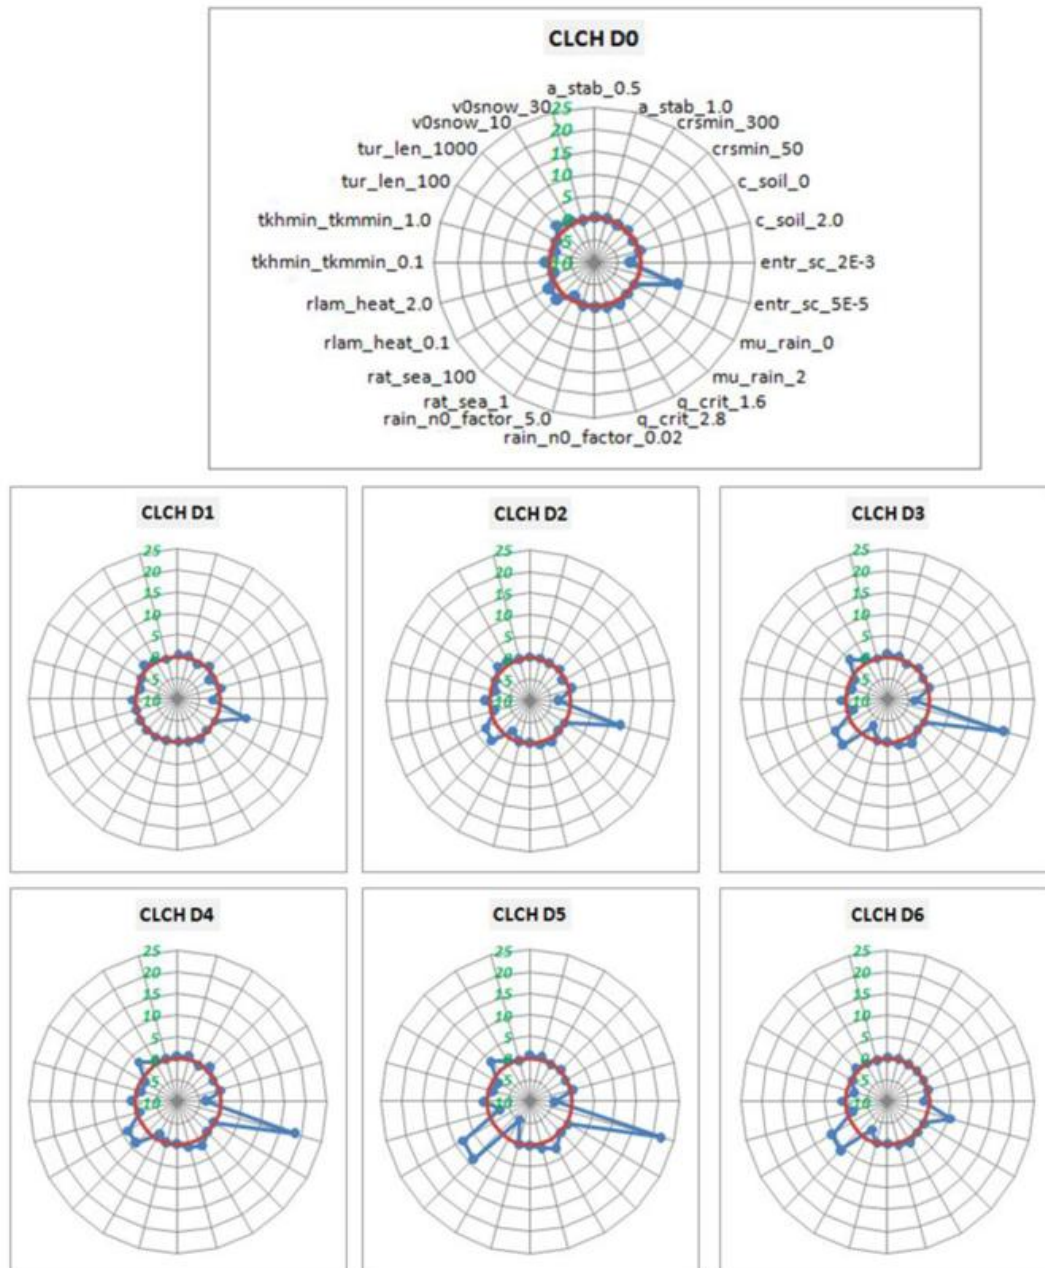 CLCH D0
a_stab_0.5
v0snow_30
a_stab_1.0
v0snow_10
crsmin_300
tur_len_1000
crsmin_50
tur_len_100
c_soil_0
tkhmin_tkmmin_1.0
c_soil_2.0
tkhmin_tkmmin_0.1
entr_sc_2E-3
rlam_heat_2.0
entr_sc_5E-5
rlam_heat_0.1
mu_rain_0
rat_sea_100
mu_rain_2
rat_sea_1
q_crit_1.6
rain_n0_factor_5.0
q_crit_2.8
rain_n0_factor_0.02
25
20
15
10
5
0
5
10
CLCH D1
25
20
15
10
5
0
5
10
CLCH D2
25
20
15
10
5
0
5
10
CLCH D3
25
20
15
10
5
0
5
10
CLCH D4
25
20
15
10
5
0
5
10
CLCH D5
25
20
15
10
5
0
5
10
CLCH D6
25
20
15
10
5
0
5
10